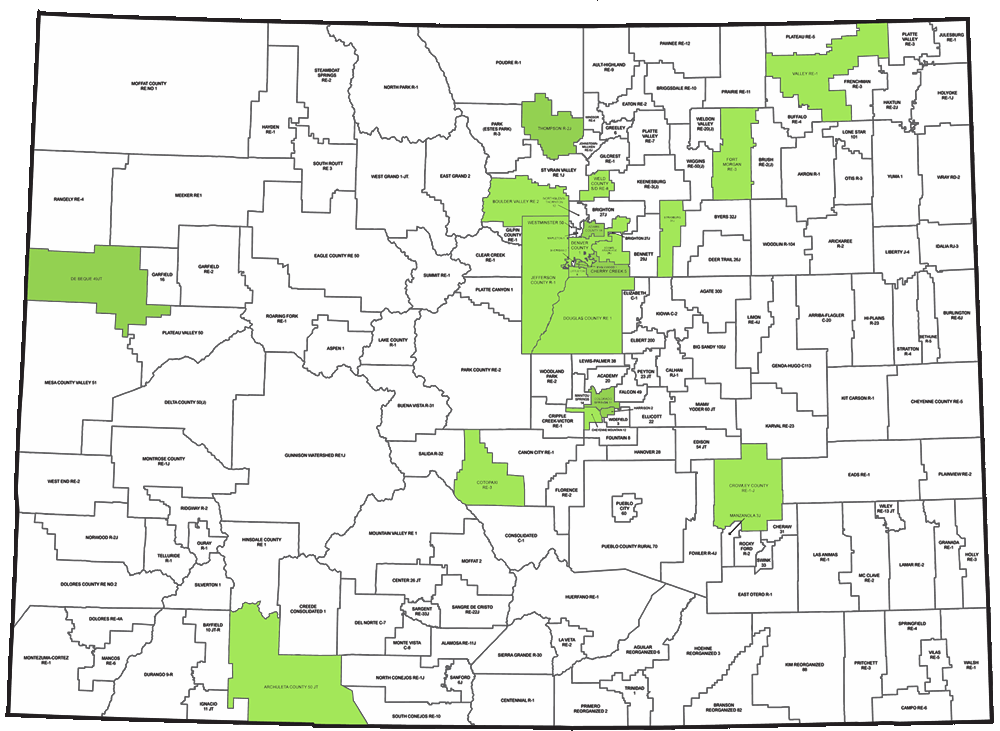 MOFFAT COUNTY
RE NO 1
STEAMBOAT
SPRINGS
RE-2
HAYDEN
RE-1
NORTH PARK R-1
POUDRE R-1
AULT-HIGHLAND
RE-9
PAWNEE RE-12
BRIGGSDALE RE-10
PRAIRIE RE-11
PLATEAU RE-5
VALLEY RE-1
PLATTE
VALLEY
RE-3
JULESBURG
RE-1
FRENCHMAN
RE-3
HAXTUN
RE-2J
HOLYOKE
RE-1J
BUFFALO
RE-4
LONE STAR
101
PARK
(ESTES PARK)
R-3
THOMPSON R-2J
EATON RE-2
GREELEY
6
PLATTE
VALLEY
RE-7
WELDON
VALLEY
RE-20(J)
WIGGINS
RE-50(J)
FORT
MORGAN
RE-3
BRUSH
RE-2(J)
AKRON R-1
OTIS R-3
YUMA 1
WRAY RD-2
GILCREST
RE-1
ST VRAIN VALLEY
RE 1J
KEENESBURG
RE-3(J)
SOUTH ROUTT
RE 3
WEST GRAND 1-JT.
EAST GRAND 2
RANGELY RE-4
MEEKER RE1
BOULDER VALLEY RE 2
WELD
COUNTY
S/D RE-8
BRIGHTON
27J
BYERS 32J
WESTMINSTER 50
GILPIN
COUNTY
RE-1
DENVER
COUNTY
BRIGHTON 27J
BENNETT
29J
DEER TRAIL 26J
WOODLIN R-104
ARICKAREE
LIBERTY J-4
IDALIA RJ-3
CLEAR CREEK
RE-1
CHERRY CREEK 5
JEFFERSON
COUNTY R-1
DE BEQUE 49JT
GARFIELD
16
GARFIELD
RE-2
EAGLE COUNTY RE 50
SUMMIT RE-1
PLATTE CANYON 1
DOUGLAS COUNTY RE 1
ELIZABETH
C-1
KIOWA C-2
AGATE 300
LIMON
RE-4J
ARRIBA-FLAGLER
C-20
HI-PLAINS
R-23
STRATTON
R-4
BETHUNE
R-5
BURLINGTON
RE-6J
ROARING FORK
RE-1
PLATEAU VALLEY 50
ASPEN 1
LAKE COUNTY
R-1
ELBERT 200
BIG SANDY 100J
GENOA-HUGO C113
PARK COUNTY RE-2
LEWIS-PALMER 38
WOODLAND
PARK
RE-2
ACADEMY
20
PEYTON
23 JT
CALHAN
RJ-1
MESA COUNTY VALLEY 51
DELTA COUNTY 50(J)
BUENA VISTA R-31
MANITOU
SPRINGS
14
FALCON 49
HARRISON 2
WIDEFIELD
3
ELLICOTT
22
MIAMI
YODER 60 JT
CRIPPLE
CREEK-VICTOR
RE-1
CHEYENNE MOUNTAIN 12
FOUNTAIN 8
HANOVER 28
EDISON
54 JT
KARVAL RE-23
KIT CARSON R-1
CHEYENNE COUNTY RE-5
GUNNISON WATERSHED RE1J
MONTROSE COUNTY
RE-1J
SALIDA R-32
CANON CITY RE-1
COTOPAXI
RE-3
FLORENCE
RE-2
WEST END RE-2
PUEBLO
CITY
60
CROWLEY COUNTY
RE-1-J
EADS RE-1
PLAINVIEW RE-2
RIDGWAY R-2
MANZANOLA 3J
WILEY
RE-13 JT
NORWOOD R-2J
OURAY
R-1
TELLURIDE
R-1
HINSDALE COUNTY
RE 1
MOUNTAIN VALLEY RE 1
CONSOLIDATED
C-1
PUEBLO COUNTY RURAL 70
FOWLER R-4J
ROCKY
FORD
R-2
CHERAW
31
SWINK
33
LAS ANIMAS
RE-1
MC CLAVE
RE-2
LAMAR RE-2
GRANADA
RE-1
HOLLY
RE-3
MOFFAT 2
DOLORES COUNTY RE NO.2
SILVERTON 1
CREEDE
CONSOLIDATED 1
CENTER 26 JT
SARGENT
RE-33J
SANGRE DE CRISTO
RE-22J
HUERFANO RE-1
EAST OTERO R-1
DOLORES RE-4A
BAYFIELD
10 JT-R
DEL NORTE C-7
MONTE VISTA
C-8
ALAMOSA RE-11J
LA VETA
RE-2
SPRINGFIELD
RE-4
MONTEZUMA-CORTEZ
RE-1
MANCOS
RE-6
DURANGO 9-R
SIERRA GRANDE R-30
AGUILAR
REORGANIZED 6
HOEHNE
REORGANIZED 3
KIM REORGANIZED
88
PRITCHETT
RE-3
VILAS
RE-5
WALSH
RE-1
ARCHULETA COUNTY 50 JT
NORTH CONEJOS RE-1J
SANFORD
6J
TRINIDAD
1
IGNACIO
11 JT
CENTENNIAL R-1
PRIMERO
REORGANIZED 2
BRANSON
REORGANIZED 82
CAMPO RE-6
SOUTH CONEJOS RE-10